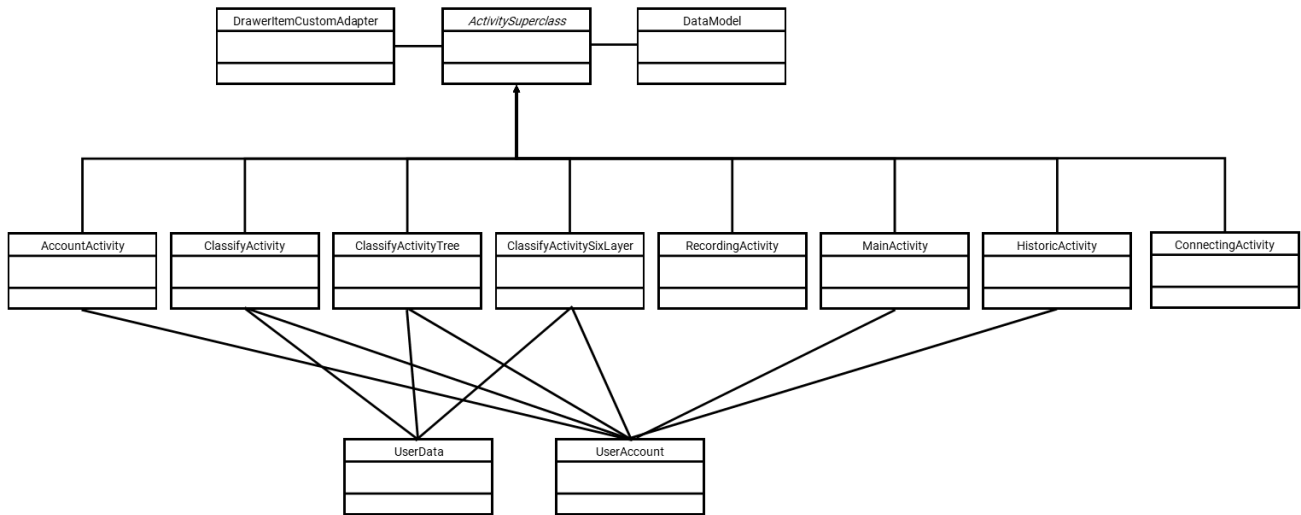 DrawerItemCustomAdapter
ActivitySuperclass
DataModel
AccountActivity
ClassifyActivity
ClassifyActivityTree
ClassifyActivitySixLayer
RecordingActivity
MainActivity
HistoricActivity
ConnectingActivity
UserData
UserAccount